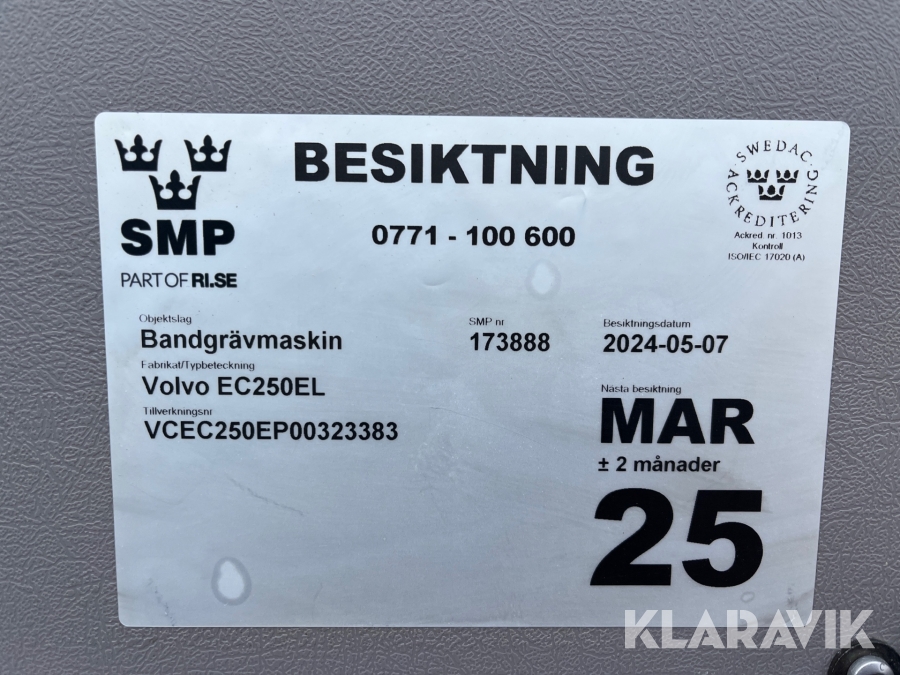 BESIKTNING
0771 - 100 600
SMP
PART OF RI.SE
SWEDAC
ACKREDITERING
Ackred. nr. 1013
Kontroll
ISO/IEC 17020 (A)
Objektslag
Bandgrävmaskin
Fabrikat/Typbeteckning
Volvo EC250EL
Tillverkningsnr
VCEC250EP00323383
SMP nr
173888
Besiktningsdatum
2024-05-07
Nästa besiktning
MAR
± 2 månader
25
KLARAVIK